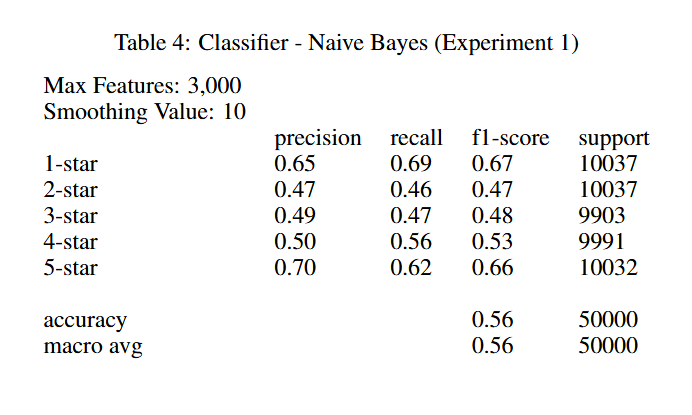 Table 4: Classifier - Naive Bayes (Experiment 1)
Max Features: 3,000
Smoothing Value: 10
precision recall f1-score support
1-star 0.65 0.69 0.67 10037
2-star 0.47 0.46 0.47 10037
3-star 0.49 0.47 0.48 9903
4-star 0.50 0.56 0.53 9991
5-star 0.70 0.62 0.66 10032
accuracy 0.56 50000
macro avg 0.56 50000